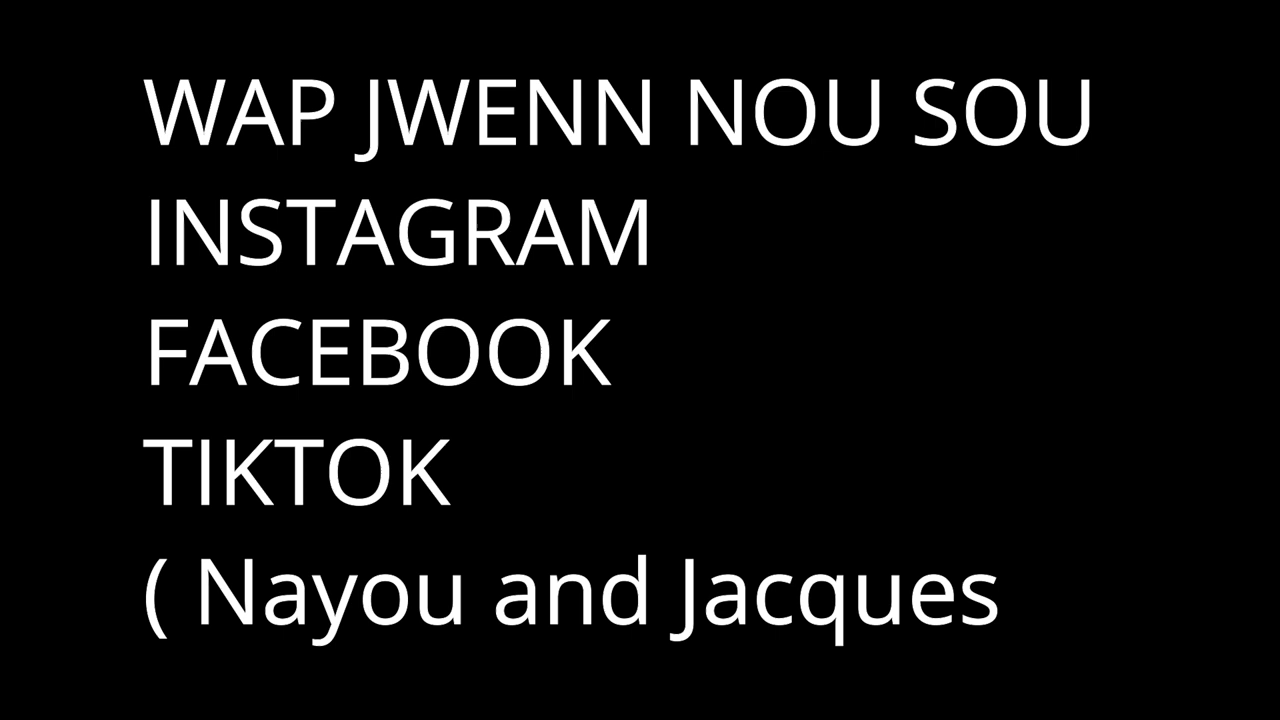 WAP JWENN NOU SOU
INSTAGRAM
FACEBOOK
TIKTOK
( Nayou and Jacques